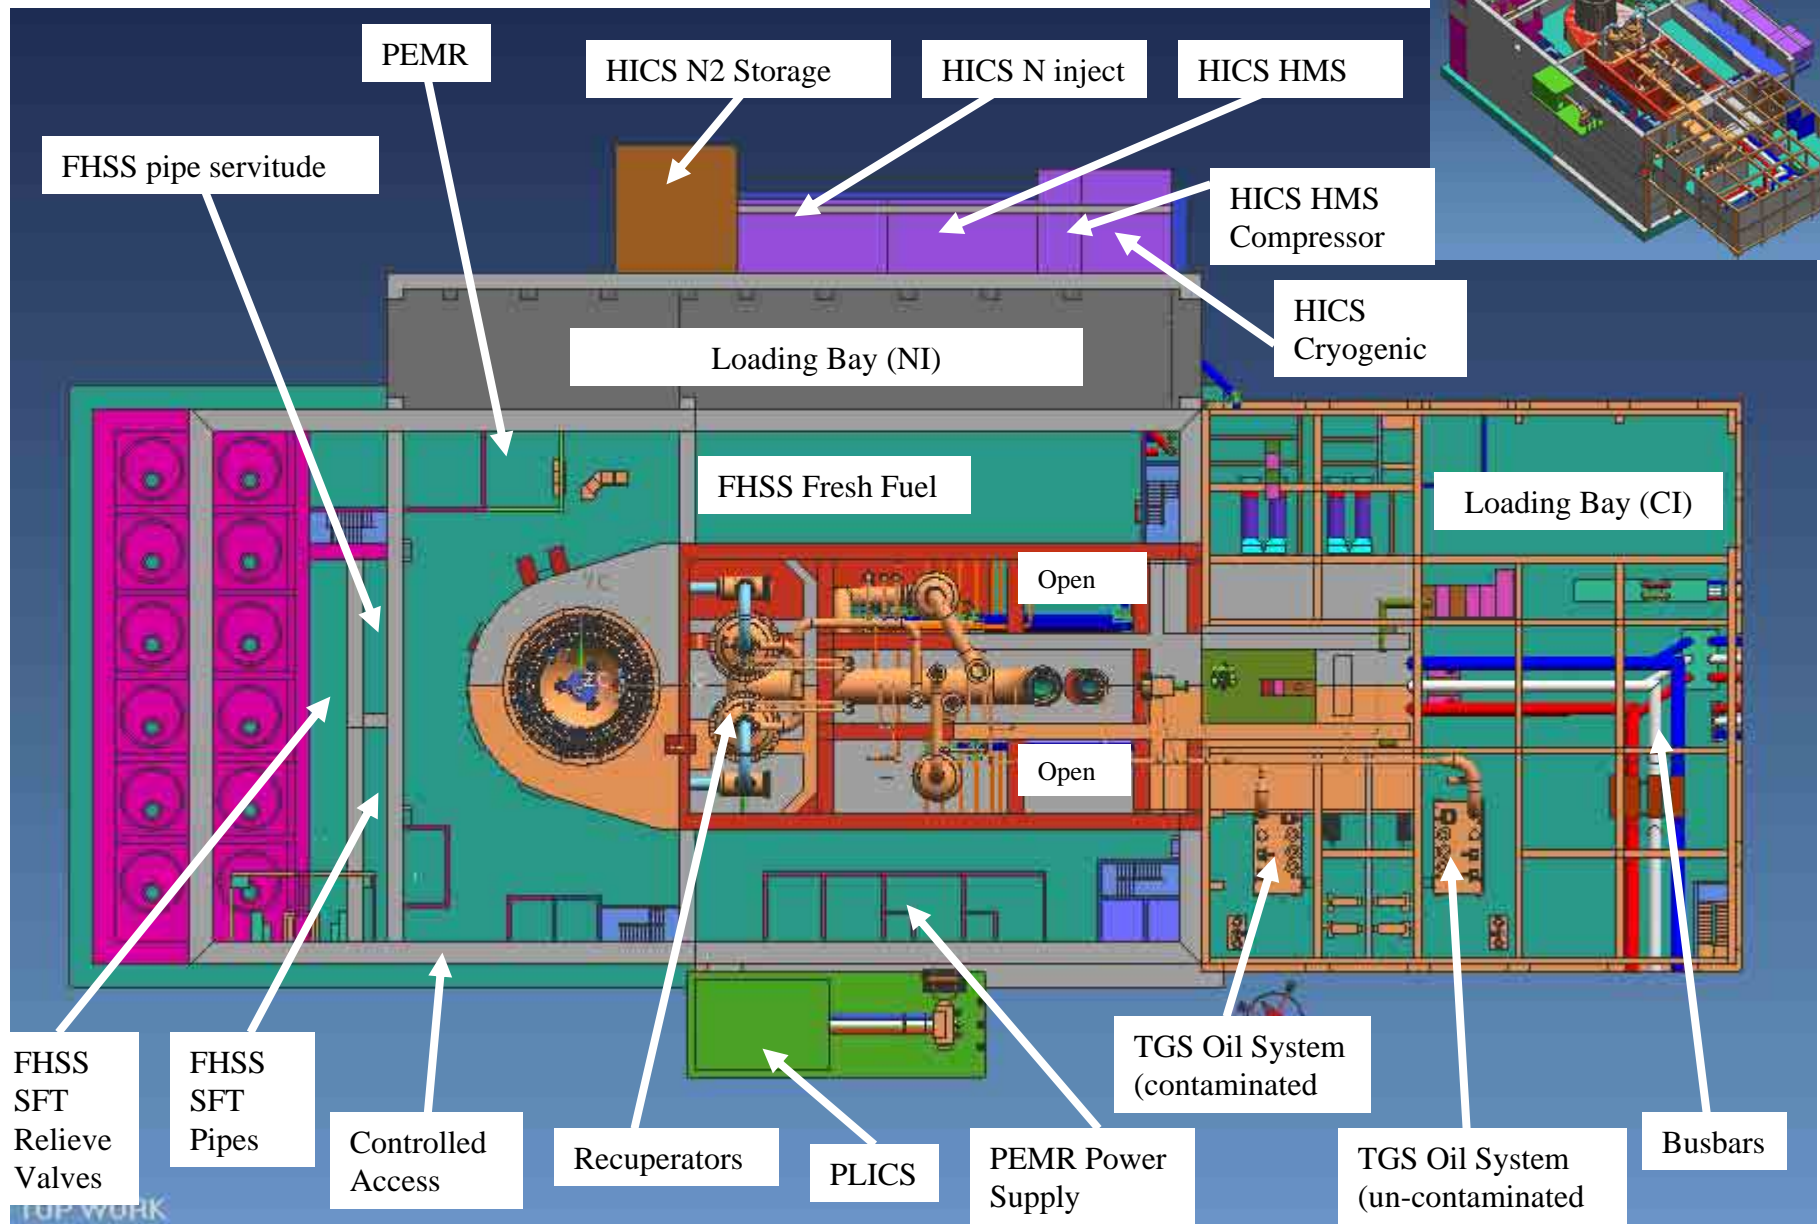 PEMR
HICS N2 Storage
HICS N inject
HICS HMS
FHSS pipe servitude
HICS HMS
Compressor
HICS
Cryogenic
Loading Bay (NI)
FHSS Fresh Fuel
Loading Bay (CI)
Open
Open
FHSS
SFT
Relieve
Valves
FHSS
SFT
Pipes
Controlled
Access
Recuperators
PLICS
PEMR Power
Supply
TGS Oil System
(contaminated
TGS Oil System
(un-contaminated
Busbars
TOP WORK